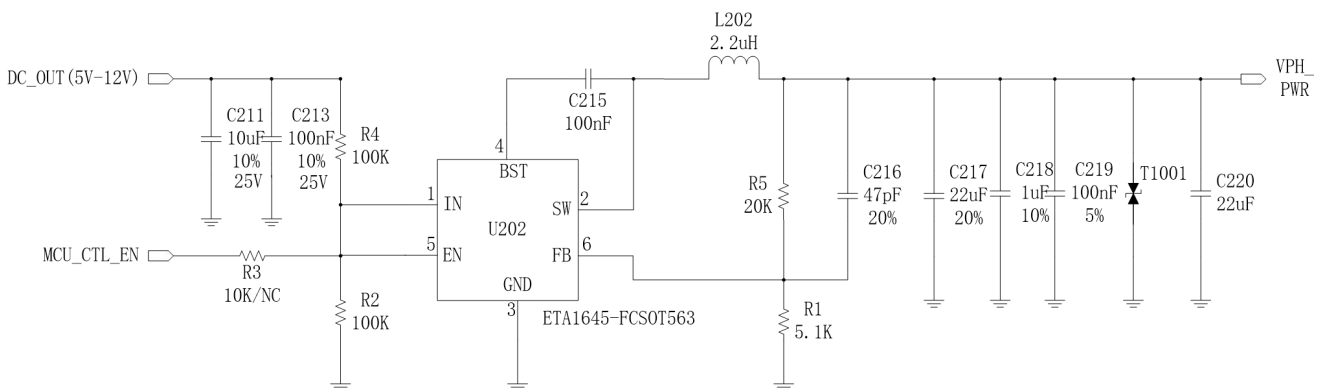 L202
2.2uH
DC_OUT(5V-12V)
VPH_
PWR
C215
100nF
C211
10uF
10%
25V
C213
100nF
10%
25V
R4
100K
4
BST
1
IN
SW
2
U202
5
EN
FB
6
GND
3
ETA1645-FCSOT563
MCU_CTL_EN
R3
10K/NC
R2
100K
R5
20K
C216
47pF
20%
C217
22uF
20%
C218
1uF
10%
C219
100nF
5%
T1001
C220
22uF
R1
5.1K